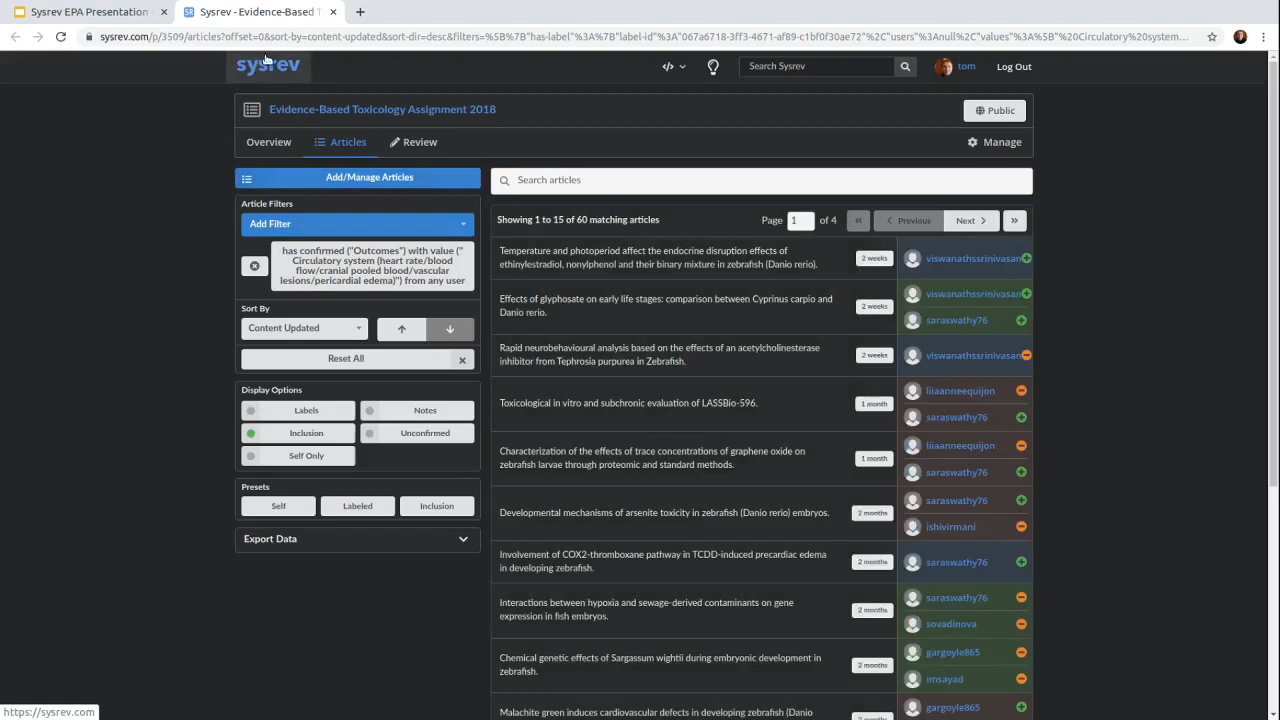 Sysrev EPA Presentation
Sysrev - Evidence-Based T
sysrev.com/p/3509/articles?offset=0&sort-by=content-updated&sort-dir=desc&filters=%5B%7B"has-label"%3A%7B"label-id"%3A"067a6718-3ff3-4671-af89-c1bf0f30ae72"%2C"users"%3Anull%2C"values"%3A%5B"%20Circulatory%20system...
sysrev
Search Sysrev
tom
Log Out
Evidence-Based Toxicology Assignment 2018
Public
Overview
Articles
Review
Manage
Add/Manage Articles
Article Filters
Add Filter
has confirmed ("Outcomes") with value ("
Circulatory system (heart rate/blood
flow/cranial pooled blood/vascular
lesions/pericardial edema)") from any user
Sort By
Content Updated
Reset All
Display Options
Labels
Notes
Inclusion
Unconfirmed
Self Only
Presets
Self
Labeled
Inclusion
Export Data
Search articles
Showing 1 to 15 of 60 matching articles
Page 1 of 4
Previous
Next
Temperature and photoperiod affect the endocrine disruption effects of
ethinylestradiol, nonylphenol and their binary mixture in zebrafish (Danio rerio).
2 weeks
viswanathssrinivasan
Effects of glyphosate on early life stages: comparison between Cyprinus carpio and
Danio rerio.
2 weeks
viswanathssrinivasan
saraswathy76
Rapid neurobehavioural analysis based on the effects of an acetylcholinesterase
inhibitor from Tephrosia purpurea in Zebrafish.
2 weeks
viswanathssrinivasan
Toxicological in vitro and subchronic evaluation of LASSBio-596.
1 month
liiaanneequijon
saraswathy76
Characterization of the effects of trace concentrations of graphene oxide on
zebrafish larvae through proteomic and standard methods.
1 month
liiaanneequijon
saraswathy76
Developmental mechanisms of arsenite toxicity in zebrafish (Danio rerio) embryos.
2 months
saraswathy76
ishivirmani
Involvement of COX2-thromboxane pathway in TCDD-induced precardiac edema
in developing zebrafish.
2 months
saraswathy76
Interactions between hypoxia and sewage-derived contaminants on gene
expression in fish embryos.
2 months
saraswathy76
sovadinova
Chemical genetic effects of Sargassum wightii during embryonic development in
zebrafish.
2 months
gargoyle865
imsayad
Malachite green induces cardiovascular defects in developing zebrafish (Danio
2 months
gargoyle865
https://sysrev.com